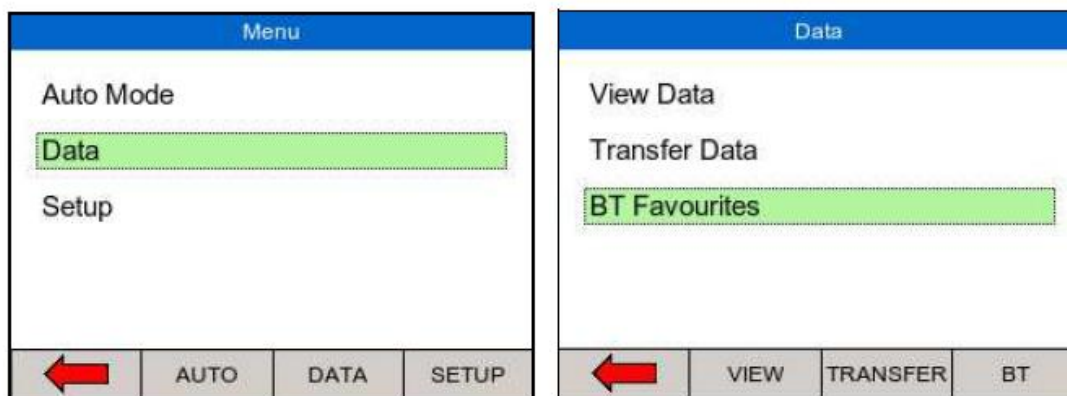 Menu
Auto Mode
Data
Setup
AUTO DATA SETUP
Data
View Data
Transfer Data
BT Favourites
VIEW TRANSFER BT